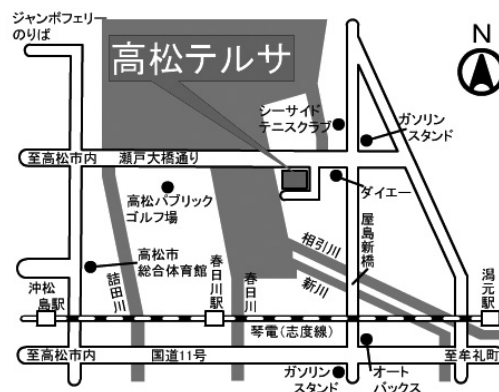 ジャンボフェリー
のりば
高松テルサ
N
シーサイド
テニスクラブ
ガソリン
スタンド
至高松市内
瀬戸大橋通り
高松パブリック
ゴルフ場
ダイエー
高松市
総合体育館
詰田川
春日川駅
春日川
相引川
新川
屋島新橋
潟元駅
沖松
島駅
琴電(志度線)
至高松市内
国道11号
至牟礼町
ガソリン
スタンド
オート
バックス